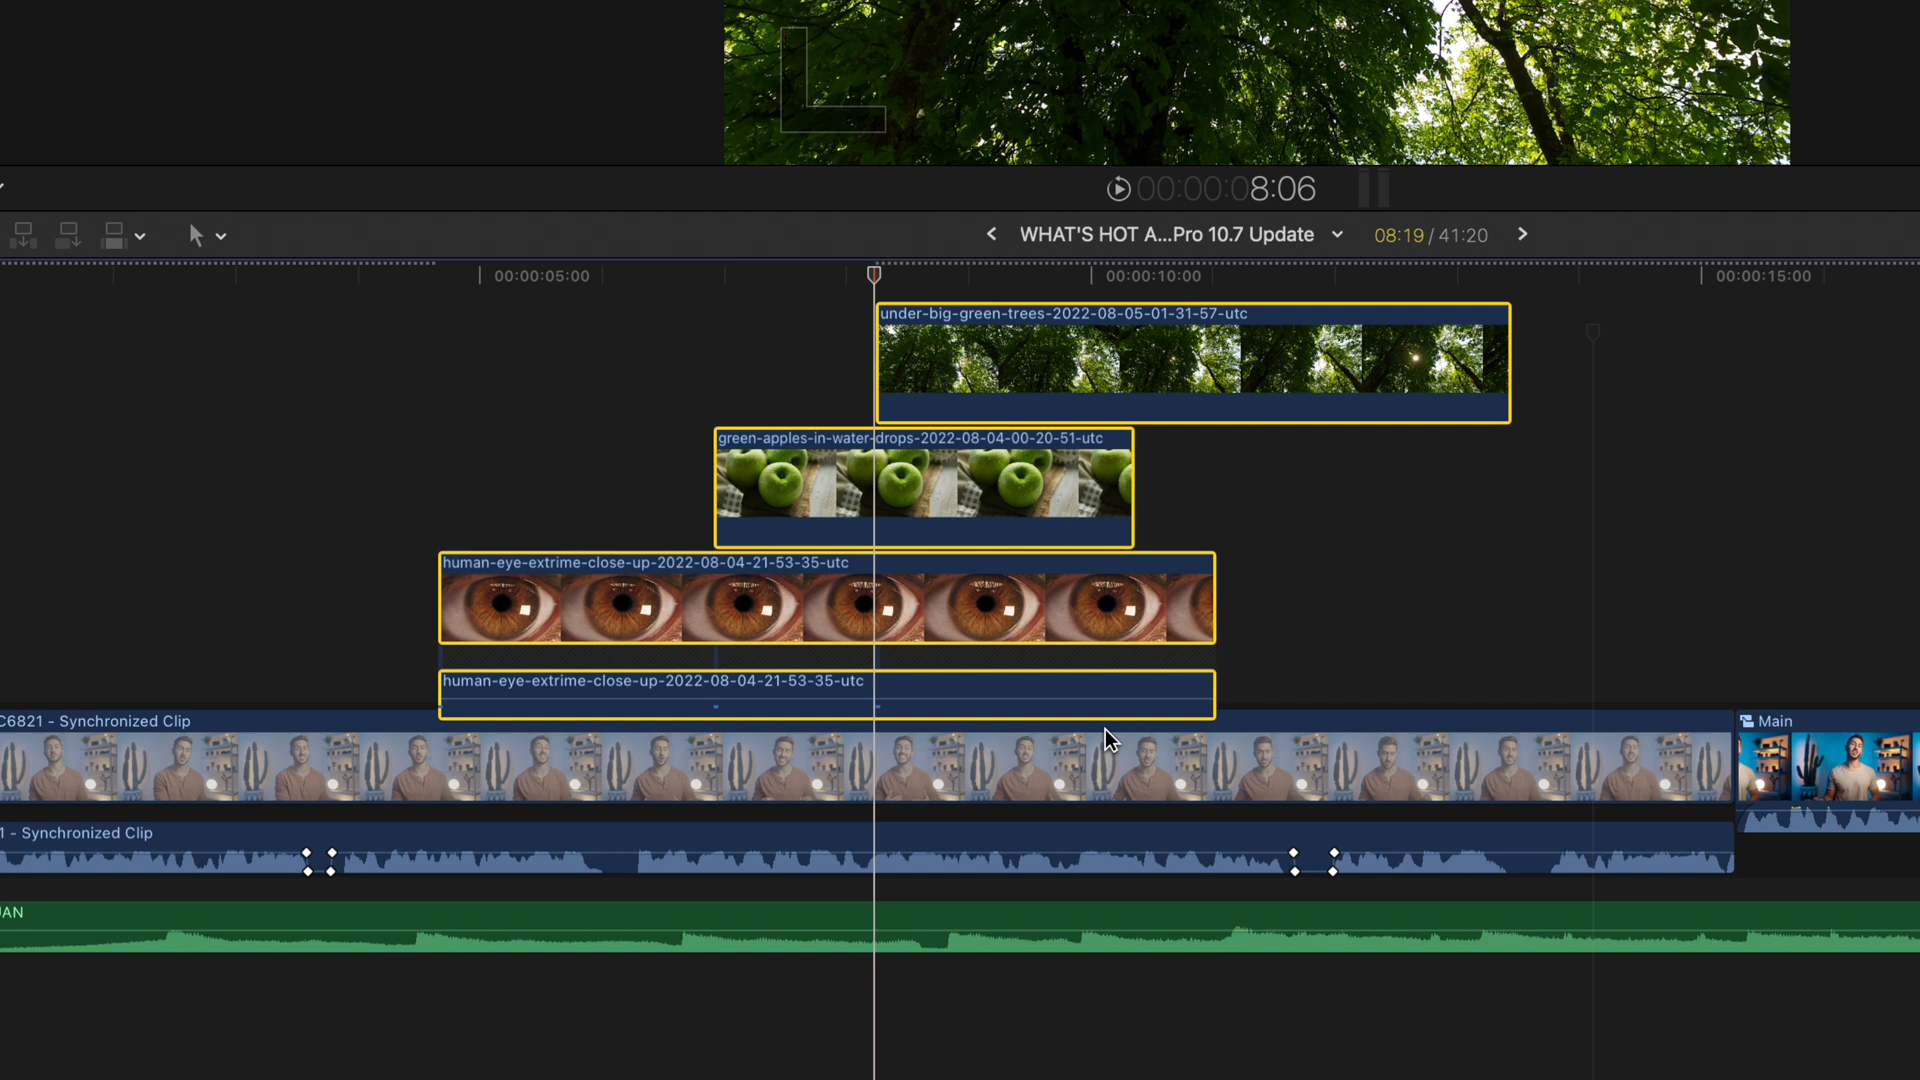 00:00:08:06
WHAT'S HOT A...Pro 10.7 Update
08:19 / 41:20
00:00:05:00
00:00:10:00
00:00:15:00
under-big-green-trees-2022-08-05-01-31-57-utc
green-apples-in-water-drops-2022-08-04-00-20-51-utc
human-eye-extrime-close-up-2022-08-04-21-53-35-utc
human-eye-extrime-close-up-2022-08-04-21-53-35-utc
C6821 - Synchronized Clip
Main
1 - Synchronized Clip
UAN